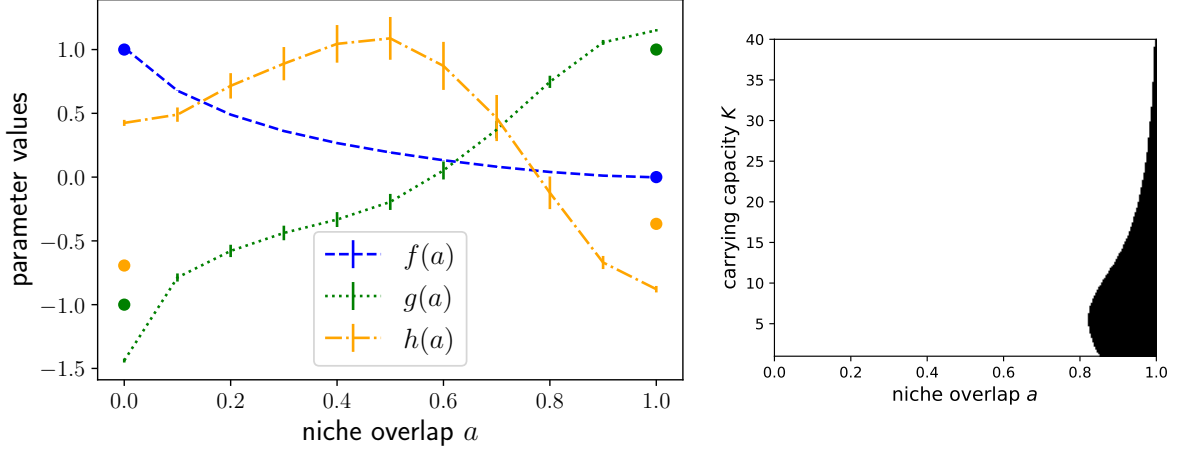 parameter values
1.0
0.5
0.0
−0.5
−1.0
−1.5
f(a)
g(a)
h(a)
0.0 0.2 0.4 0.6 0.8 1.0
niche overlap a
carrying capacity K
40
35
30
25
20
15
10
5
0.0 0.2 0.4 0.6 0.8 1.0
niche overlap a